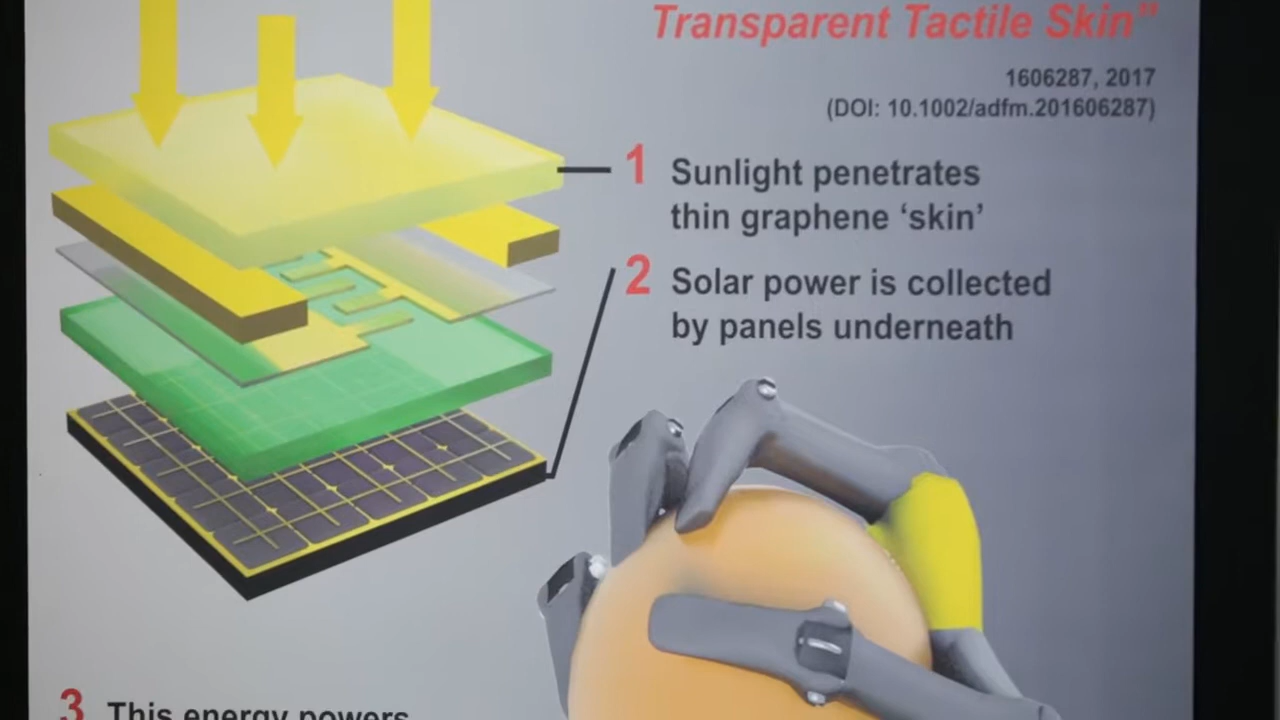 Transparent Tactile Skin”
1606287, 2017
(DOI: 10.1002/adfm.201606287)
1 Sunlight penetrates
thin graphene ‘skin’
2 Solar power is collected
by panels underneath
3 This energy powers